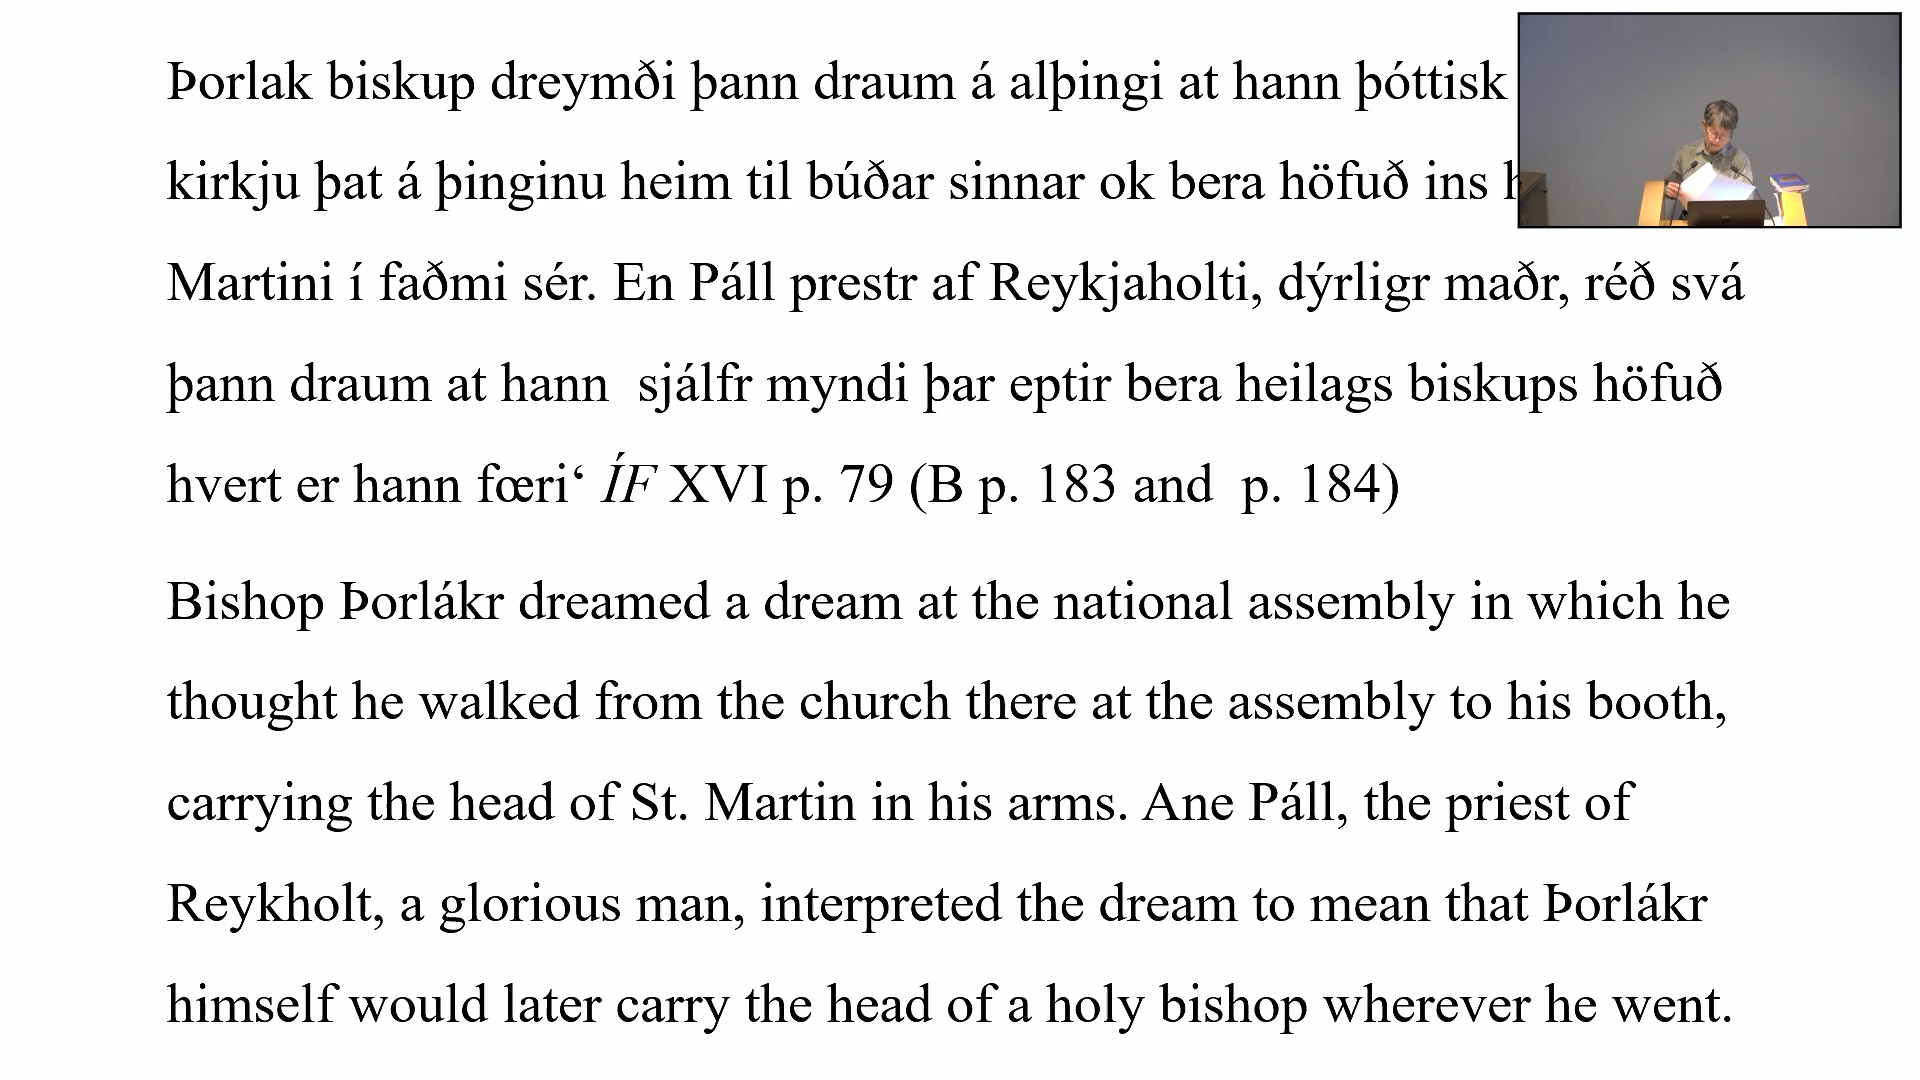 Þorlak biskup dreymði þann draum á alþingi at hann þóttisk
kirkju þat á þinginu heim til búðar sinnar ok bera höfuð ins
Martini í faðmi sér. En Páll prestr af Reykjaholti, dýrligr maðr, réð svá
þann draum at hann sjálfr myndi þar eptir bera heilags biskups höfuð
hvert er hann fœri‘ ÍF XVI p. 79 (B p. 183 and p. 184)
Bishop Þorlákr dreamed a dream at the national assembly in which he
thought he walked from the church there at the assembly to his booth,
carrying the head of St. Martin in his arms. Ane Páll, the priest of
Reykholt, a glorious man, interpreted the dream to mean that Þorlákr
himself would later carry the head of a holy bishop wherever he went.